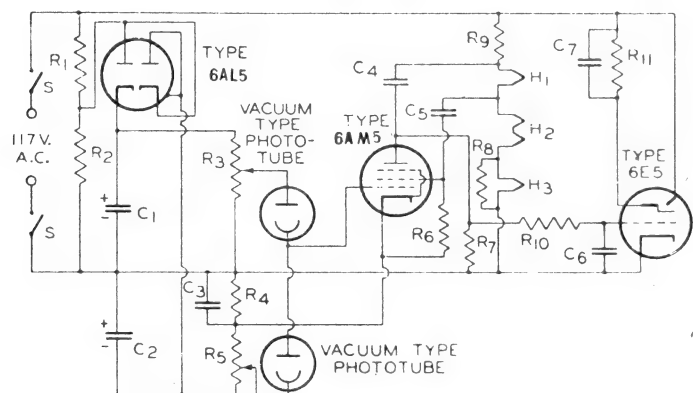 R1
S
117 V.
A.C.
R2
S
C1
C2
TYPE
6AL5
VACUUM
TYPE
PHOTO-
TUBE
R3
C3
R4
R5
VACUUM TYPE
PHOTOTUBE
TYPE
6AM5
C4
C5
R6
R7
R8
R9
H1
H2
H3
R10
C6
C7
R11
TYPE
6E5